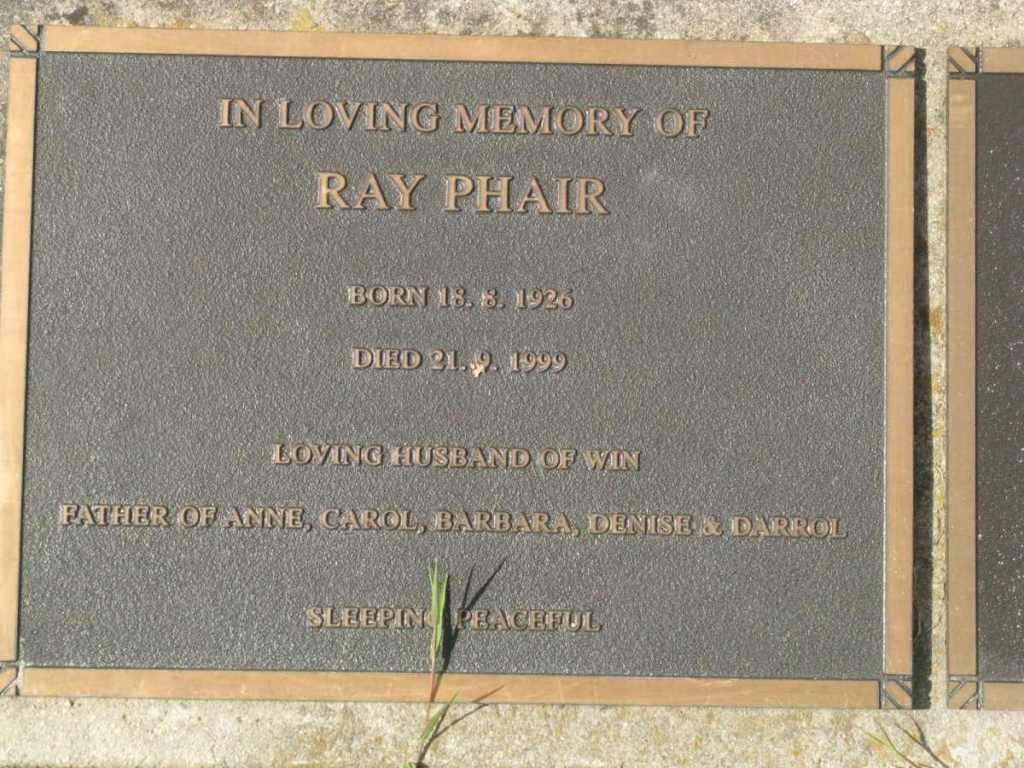 IN LOVING MEMORY OF
RAY PHAIR
BORN 18. 8. 1926
DIED 21. 9. 1999
LOVING HUSBAND OF WIN
FATHER OF ANNE, CAROL, BARBARA, DENISE & DARROL
SLEEPING PEACEFUL